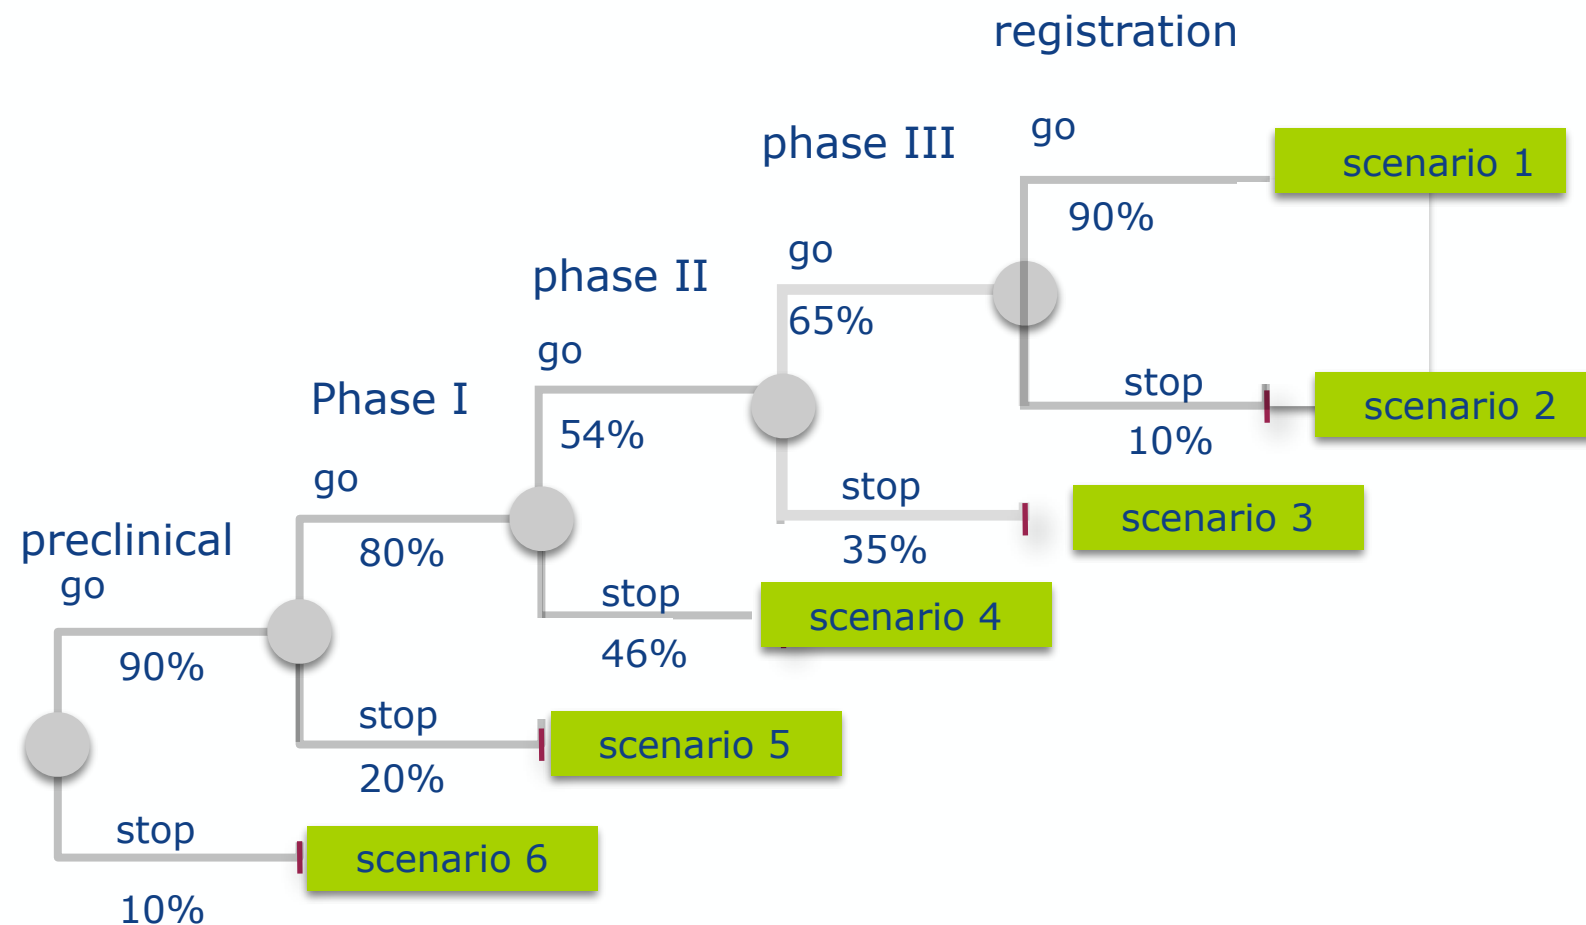 registration
go
phase III
scenario 1
90%
go
phase II
65%
go
stop
Phase I
scenario 2
54%
10%
go
stop
scenario 3
preclinical
80%
35%
go
stop
scenario 4
90%
46%
stop
scenario 5
20%
stop
scenario 6
10%